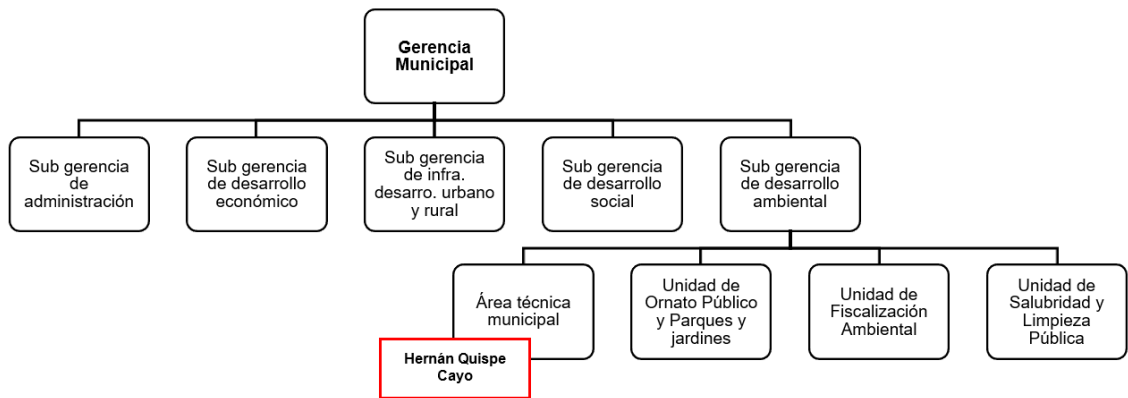 Gerencia
Municipal
Sub gerencia
de
administración
Sub gerencia
de desarrollo
económico
Sub gerencia
de infra.
desarro. urbano
y rural
Sub gerencia
de desarrollo
social
Sub gerencia
de desarrollo
ambiental
Área técnica
municipal
Unidad de
Ornato Público
y Parques y
jardines
Unidad de
Fiscalización
Ambiental
Unidad de
Salubridad y
Limpieza
Pública
Hernán Quispe
Cayo